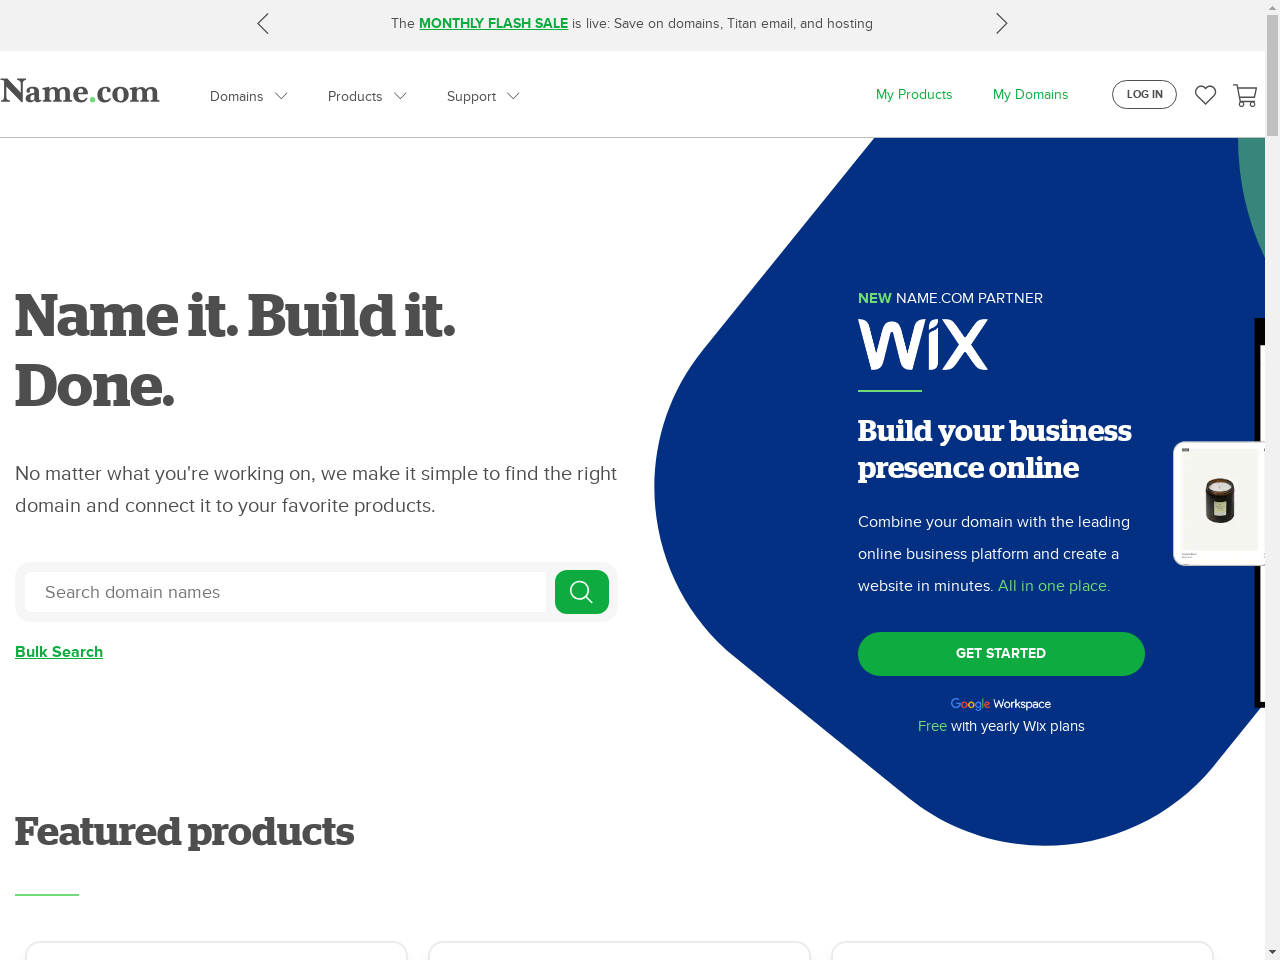 The MONTHLY FLASH SALE is live: Save on domains, Titan email, and hosting
Name.com
Domains
Products
Support
My Products
My Domains
LOG IN
Name it. Build it.
Done.
No matter what you're working on, we make it simple to find the right
domain and connect it to your favorite products.
Search domain names
Bulk Search
NEW NAME.COM PARTNER
WiX
Build your business
presence online
Combine your domain with the leading
online business platform and create a
website in minutes. All in one place.
GET STARTED
Google Workspace
Free with yearly Wix plans
Featured products